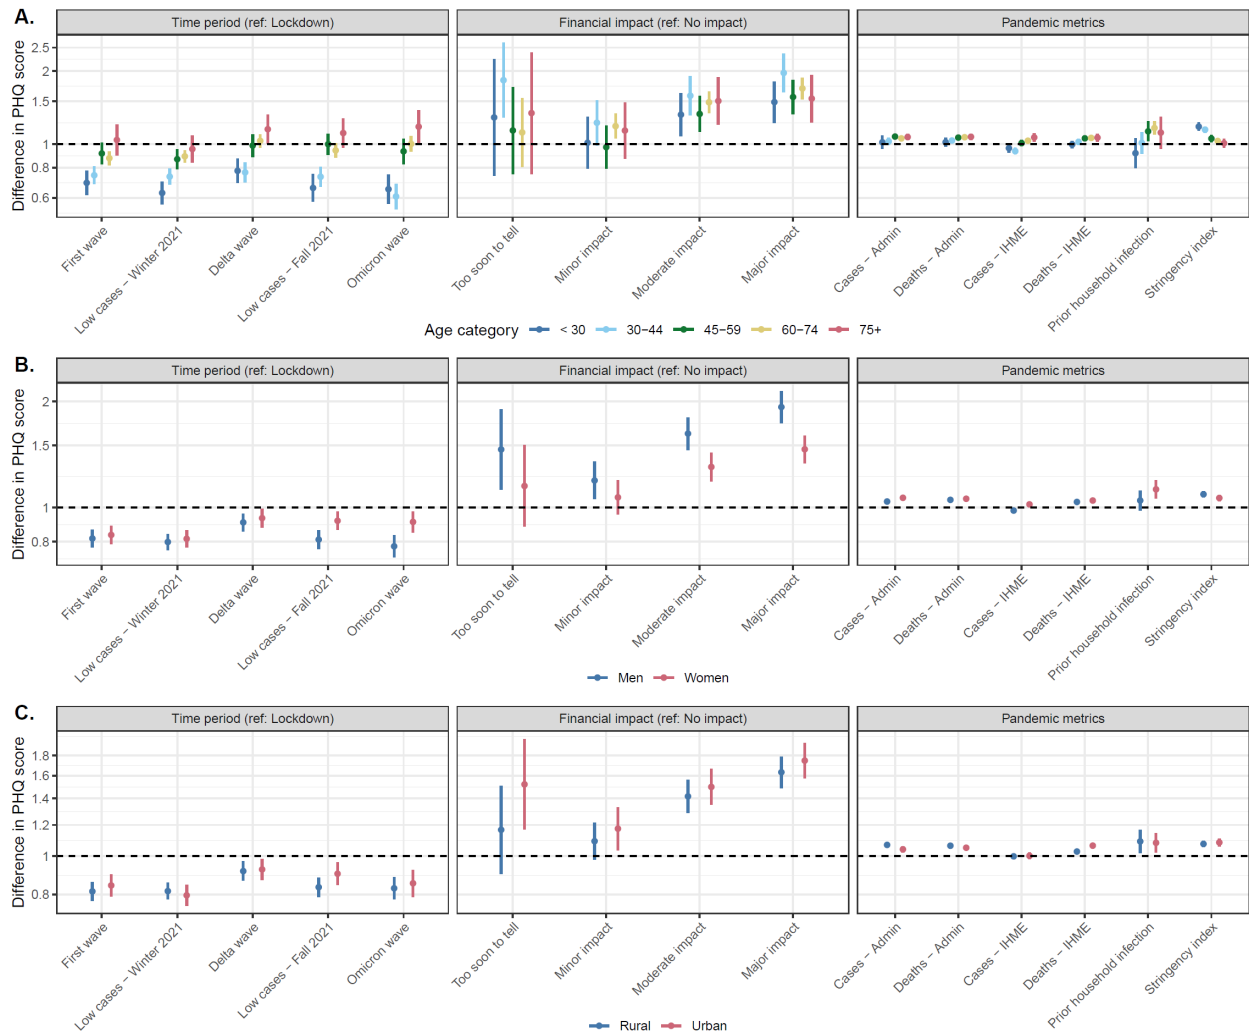 A.
Time period (ref: Lockdown)
Financial impact (ref: No impact)
Pandemic metrics
Difference in PHQ score
2.5
2
1.5
1
0.8
0.6
First wave
Low cases − Winter 2021
Delta wave
Low cases − Fall 2021
Omicron wave
Too soon to tell
Minor impact
Moderate impact
Major impact
Cases − Admin
Deaths − Admin
Cases − IHME
Deaths − IHME
Prior household infection
Stringency index
Age category < 30 30−44 45−59 60−74 75+
B.
Time period (ref: Lockdown)
Financial impact (ref: No impact)
Pandemic metrics
Difference in PHQ score
2
1.5
1
0.8
First wave
Low cases − Winter 2021
Delta wave
Low cases − Fall 2021
Omicron wave
Too soon to tell
Minor impact
Moderate impact
Major impact
Cases − Admin
Deaths − Admin
Cases − IHME
Deaths − IHME
Prior household infection
Stringency index
Men Women
C.
Time period (ref: Lockdown)
Financial impact (ref: No impact)
Pandemic metrics
Difference in PHQ score
1.8
1.6
1.4
1.2
1
0.8
First wave
Low cases − Winter 2021
Delta wave
Low cases − Fall 2021
Omicron wave
Too soon to tell
Minor impact
Moderate impact
Major impact
Cases − Admin
Deaths − Admin
Cases − IHME
Deaths − IHME
Prior household infection
Stringency index
Rural Urban